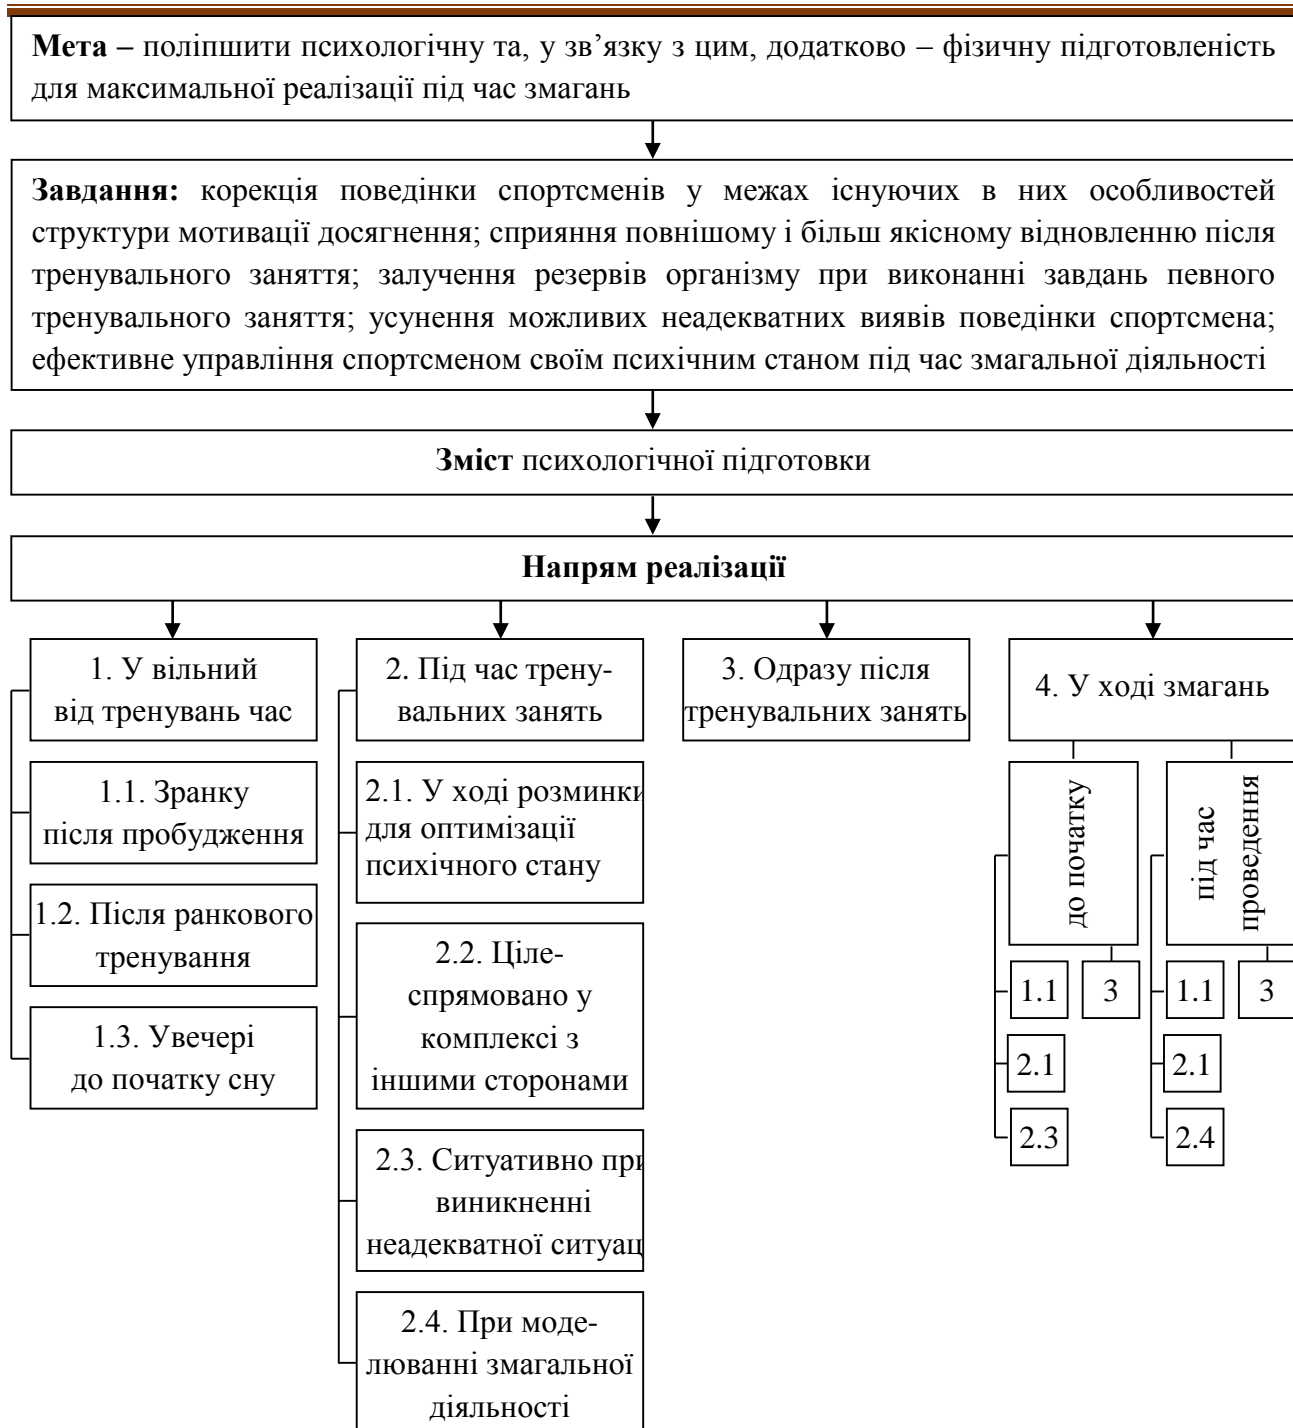 Мета – поліпшити психологічну та, у зв’язку з цим, додатково – фізичну підготовленість
для максимальної реалізації під час змагань
Завдання: корекція поведінки спортсменів у межах існуючих в них особливостей
структури мотивації досягнення; сприяння повнішому і більш якісному відновленню після
тренувального заняття; залучення резервів організму при виконанні завдань певного
тренувального заняття; усунення можливих неадекватних виявів поведінки спортсмена;
ефективне управління спортсменом своїм психічним станом під час змагальної діяльності
Зміст психологічної підготовки
Напрям реалізації
1. У вільний
від тренувань час
1.1. Зранку
після пробудження
1.2. Після ранкового
тренування
1.3. Увечері
до початку сну
2. Під час трену-
вальних занять
2.1. У ході розминки
для оптимізації
психічного стану
2.2. Ціле-
спрямовано у
комплексі з
іншими сторонами
2.3. Ситуативно при
виникненні
неадекватної ситуац
2.4. При моде-
люванні змагальної
діяльності
3. Одразу після
тренувальних занять
4. У ході змагань
до початку
1.1
3
2.1
2.3
під час
проведення
1.1
3
2.1
2.4